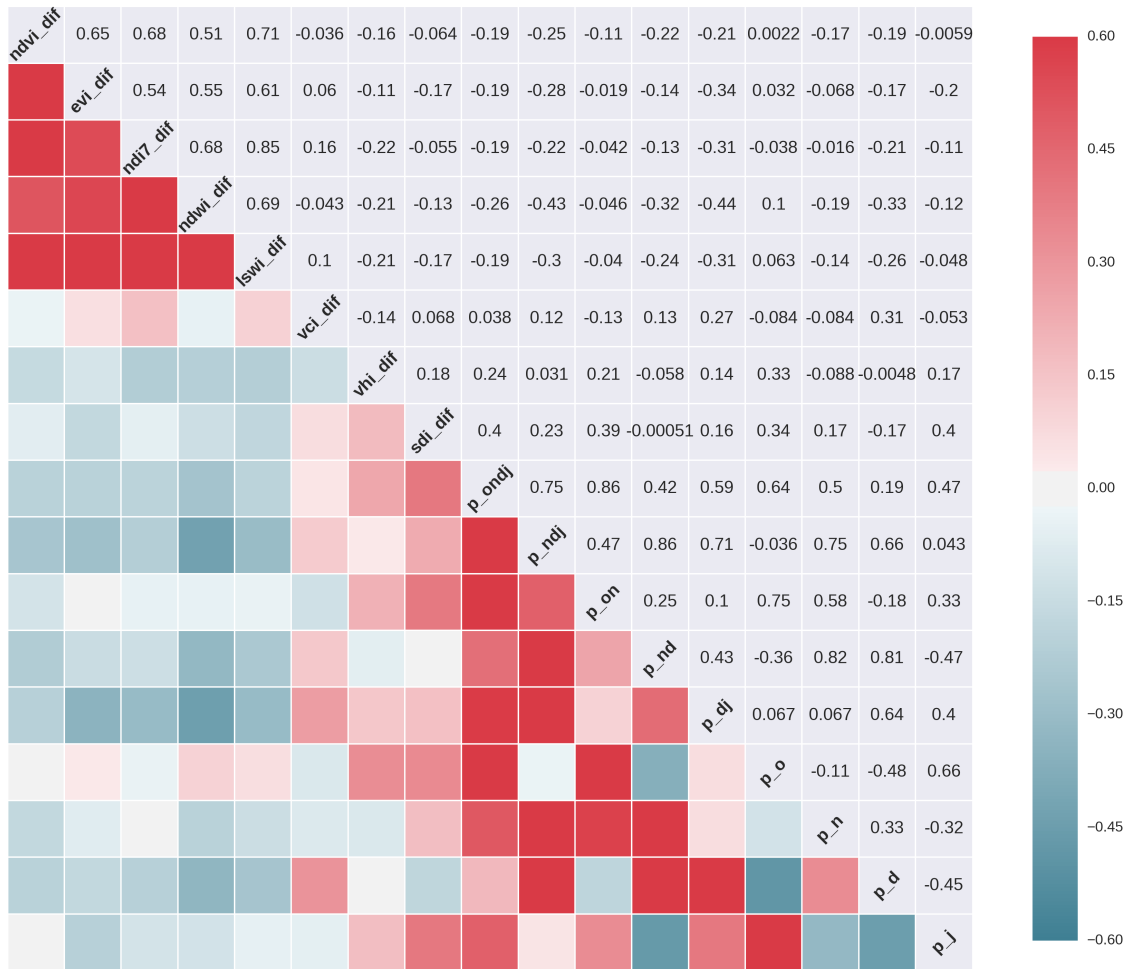 ndvi_dif 0.65 0.68 0.51 0.71 -0.036 -0.16 -0.064 -0.19 -0.25 -0.11 -0.22 -0.21 0.0022 -0.17 -0.19 -0.0059
evi_dif 0.54 0.55 0.61 0.06 -0.11 -0.17 -0.19 -0.28 -0.019 -0.14 -0.34 0.032 -0.068 -0.17 -0.2
ndi7_dif 0.68 0.85 0.16 -0.22 -0.055 -0.19 -0.22 -0.042 -0.13 -0.31 -0.038 -0.016 -0.21 -0.11
ndwi_dif 0.69 -0.043 -0.21 -0.13 -0.26 -0.43 -0.046 -0.32 -0.44 0.1 -0.19 -0.33 -0.12
lswi_dif 0.1 -0.21 -0.17 -0.19 -0.3 -0.04 -0.24 -0.31 0.063 -0.14 -0.26 -0.048
vci_dif -0.14 0.068 0.038 0.12 -0.13 0.13 0.27 -0.084 -0.084 0.31 -0.053
vhi_dif 0.18 0.24 0.031 0.21 -0.058 0.14 0.33 -0.088 -0.0048 0.17
sdi_dif 0.4 0.23 0.39 -0.00051 0.16 0.34 0.17 -0.17 0.4
p_ondj 0.75 0.86 0.42 0.59 0.64 0.5 0.19 0.47
p_ndj 0.47 0.86 0.71 -0.036 0.75 0.66 0.043
p_on 0.25 0.1 0.75 0.58 -0.18 0.33
p_nd 0.43 -0.36 0.82 0.81 -0.47
p_dj 0.067 0.067 0.64 0.4
p_o -0.11 -0.48 0.66
p_n 0.33 -0.32
p_d -0.45
p_j
0.60
0.45
0.30
0.15
0.00
−0.15
−0.30
−0.45
−0.60